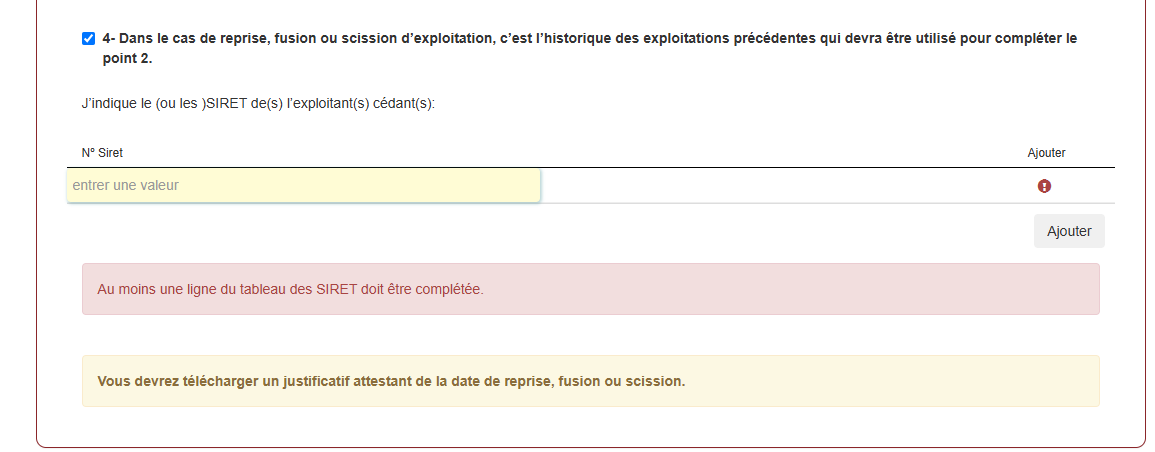 4- Dans le cas de reprise, fusion ou scission d’exploitation, c’est l’historique des exploitations précédentes qui devra être utilisé pour compléter le
point 2.
J’indique le (ou les )SIRET de(s) l’exploitant(s) cédant(s):
N° Siret Ajouter
entrer une valeur
Ajouter
Au moins une ligne du tableau des SIRET doit être complétée.
Vous devrez télécharger un justificatif attestant de la date de reprise, fusion ou scission.